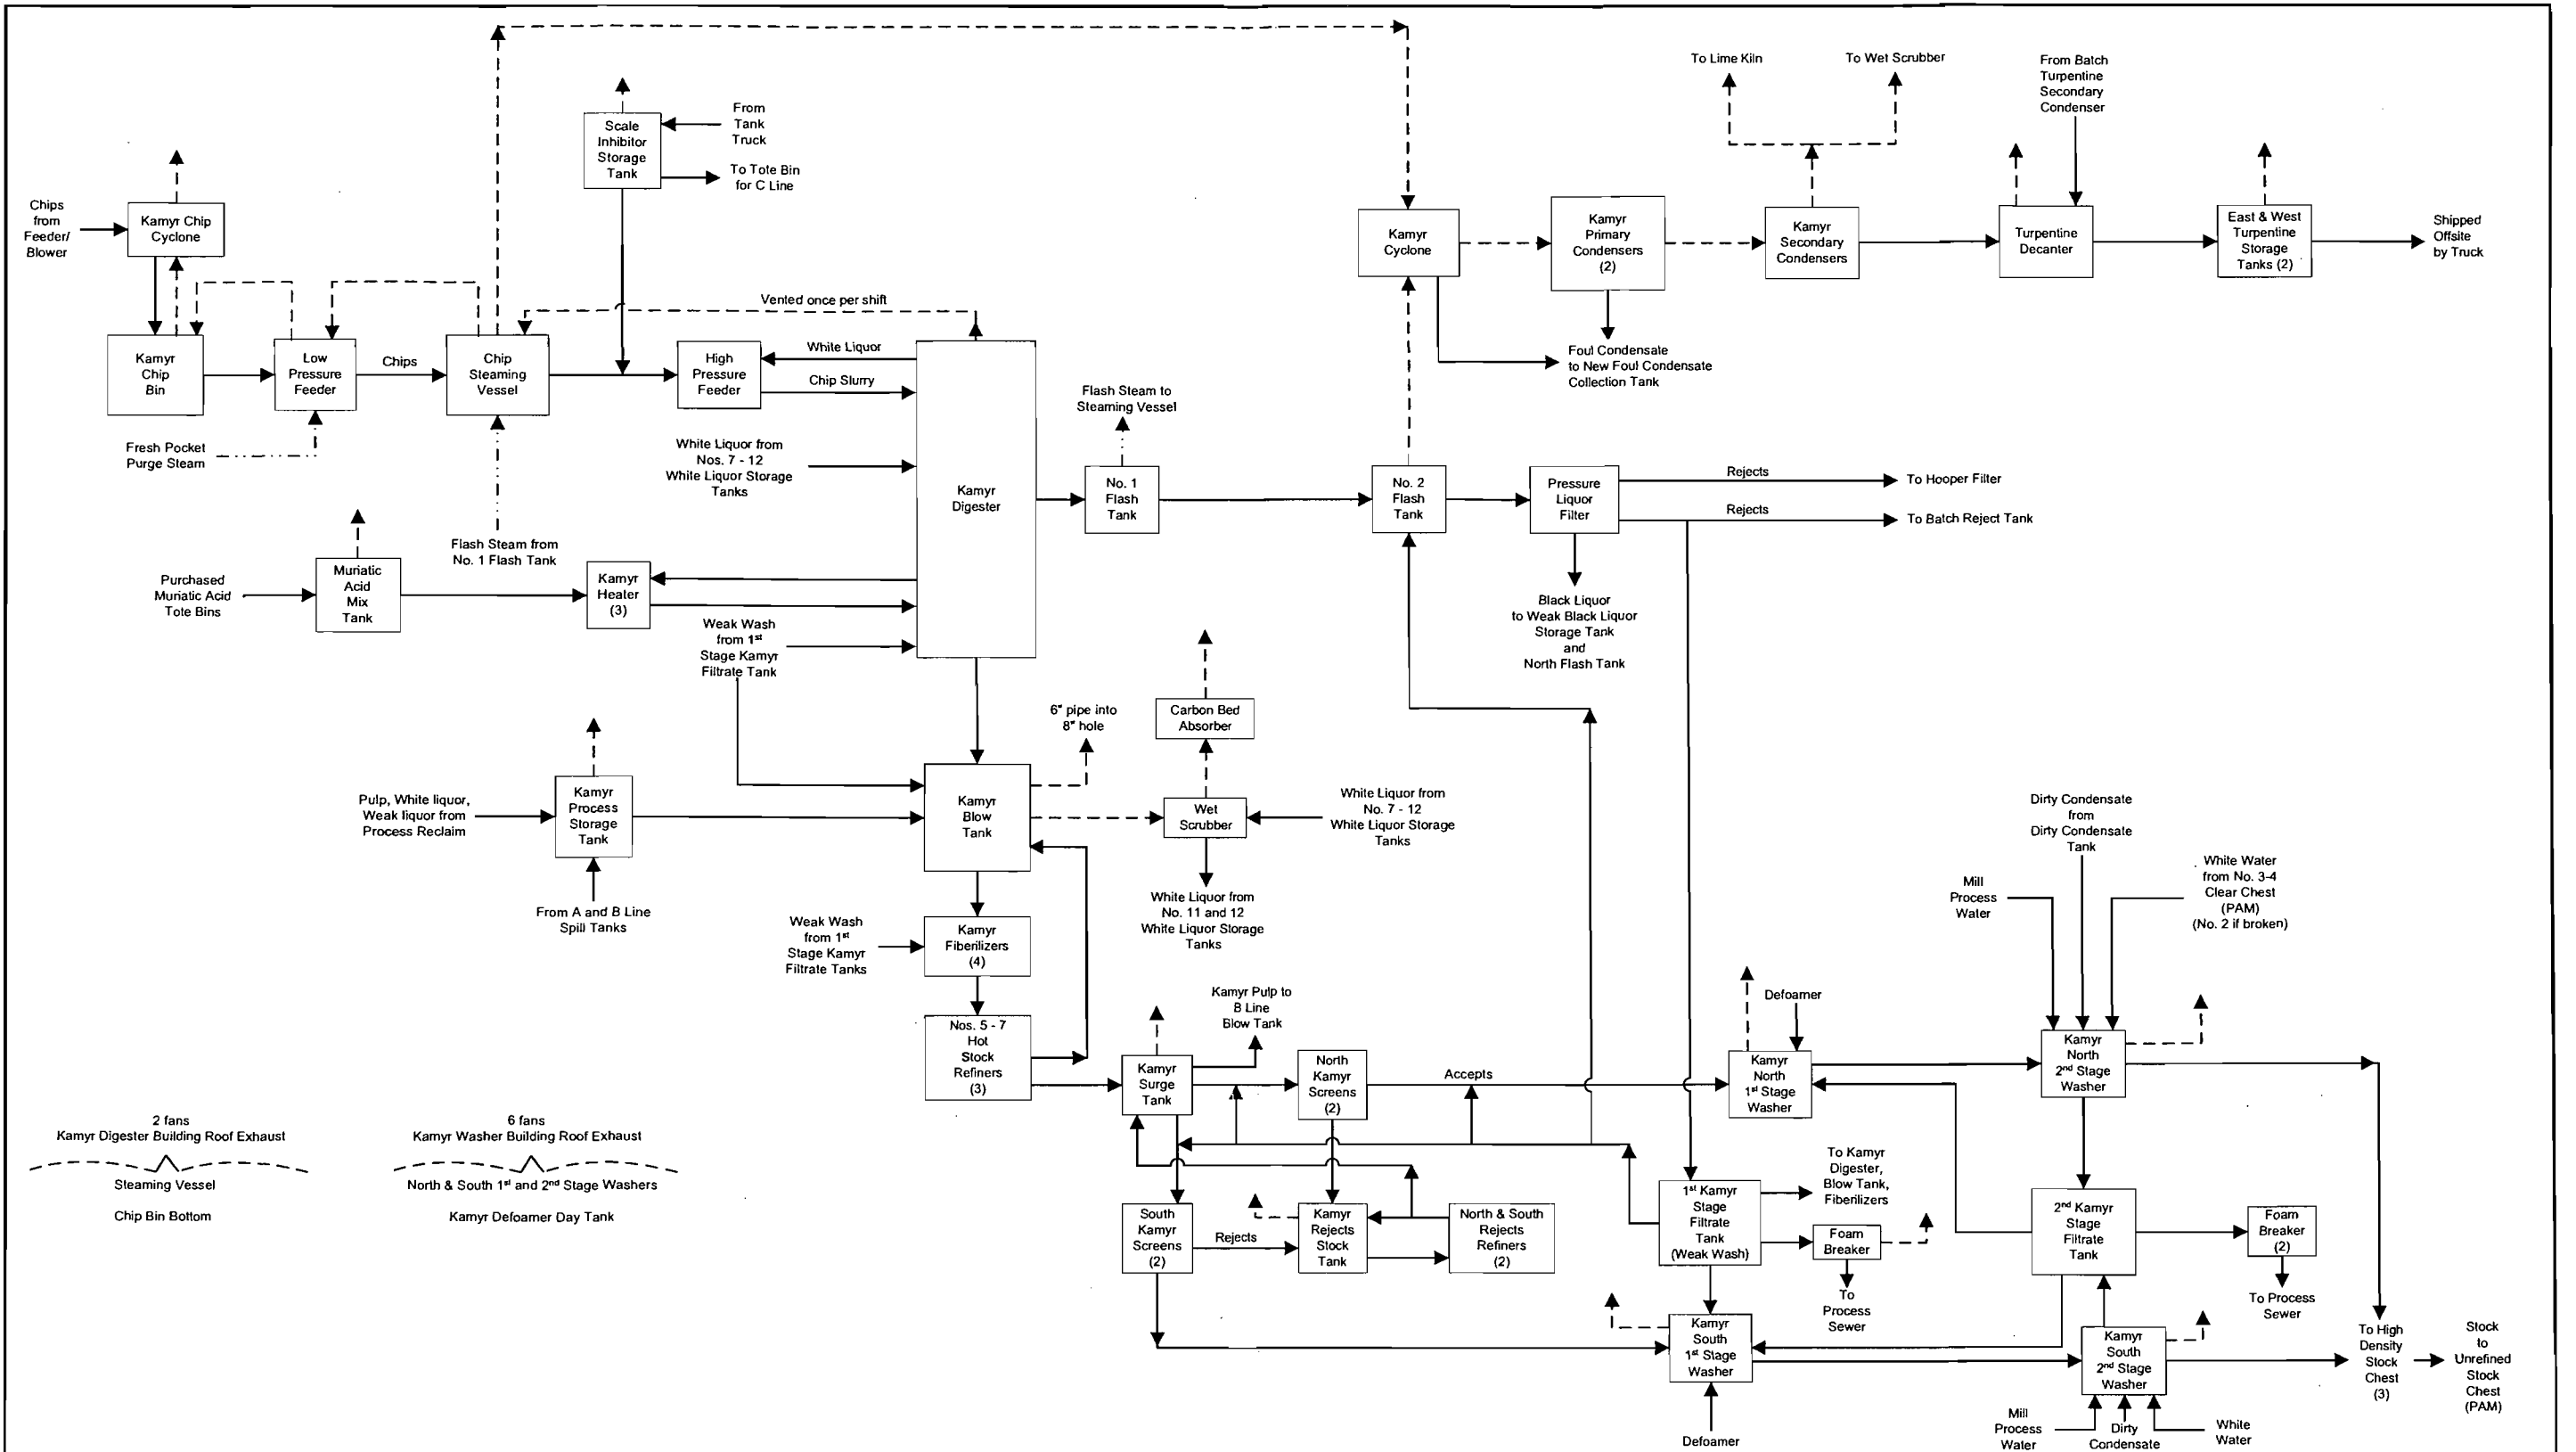 To Lime Kiln
To Wet Scrubber
From Batch
Turpentine
Secondary
Condenser
Scale
Inhibitor
Storage
Tank
From
Tank
Truck
To Tote Bin
for C Line
Chips
from
Feeder/
Blower
Kamyr Chip
Cyclone
Kamyr
Cyclone
Kamyr
Primary
Condensers
(2)
Kamyr
Secondary
Condensers
Turpentine
Decanter
East & West
Turpentine
Storage
Tanks (2)
Shipped
Offsite
by Truck
Vented once per shift
Kamyr
Chip
Bin
Low
Pressure
Feeder
Chips
Chip
Steaming
Vessel
High
Pressure
Feeder
White Liquor
Chip Slurry
Foul Condensate
to New Foul Condensate
Collection Tank
Flash Steam to
Steaming Vessel
Fresh Pocket
Purge Steam
White Liquor from
Nos. 7 - 12
White Liquor Storage
Tanks
Kamyr
Digester
No. 1
Flash
Tank
No. 2
Flash
Tank
Pressure
Liquor
Filter
Rejects
To Hooper Filter
Rejects
To Batch Reject Tank
Flash Steam from
No. 1 Flash Tank
Purchased
Muriatic Acid
Tote Bins
Muriatic
Acid
Mix
Tank
Kamyr
Heater
(3)
Weak Wash
from 1st
Stage Kamyr
Filtrate Tank
Black Liquor
to Weak Black Liquor
Storage Tank
and
North Flash Tank
6" pipe into
8" hole
Carbon Bed
Absorber
Pulp, White liquor,
Weak liquor from
Process Reclaim
Kamyr
Process
Storage
Tank
Kamyr
Blow
Tank
Wet
Scrubber
White Liquor from
No. 7 - 12
White Liquor Storage
Tanks
From A and B Line
Spill Tanks
White Liquor from
No. 11 and 12
White Liquor Storage
Tanks
Weak Wash
from 1st
Stage Kamyr
Filtrate Tanks
Kamyr
Fiberilizers
(4)
Dirty Condensate
from
Dirty Condensate
Tank
Mill
Process
Water
White Water
from No. 3-4
Clear Chest
(PAM)
(No. 2 if broken)
Nos. 5 - 7
Hot
Stock
Refiners
(3)
Kamyr Pulp to
B Line
Blow Tank
Kamyr
Surge
Tank
North
Kamyr
Screens
(2)
Accepts
Defoamer
Kamyr
North
1st Stage
Washer
Kamyr
North
2nd Stage
Washer
2 fans
Kamyr Digester Building Roof Exhaust
Steaming Vessel
Chip Bin Bottom
6 fans
Kamyr Washer Building Roof Exhaust
North & South 1st and 2nd Stage Washers
Kamyr Defoamer Day Tank
South
Kamyr
Screens
(2)
Rejects
Kamyr
Rejects
Stock
Tank
North & South
Rejects
Refiners
(2)
1st Kamyr
Stage
Filtrate
Tank
(Weak Wash)
To Kamyr
Digester,
Blow Tank,
Fiberilizers
Foam
Breaker
To
Process
Sewer
2nd Kamyr
Stage
Filtrate
Tank
Foam
Breaker
(2)
To Process
Sewer
Kamyr
South
1st Stage
Washer
Defoamer
Kamyr
South
2nd Stage
Washer
Mill
Process
Water
Dirty
Condensate
White
Water
To High
Density
Stock
Chest
(3)
Stock
to
Unrefined
Stock
Chest
(PAM)